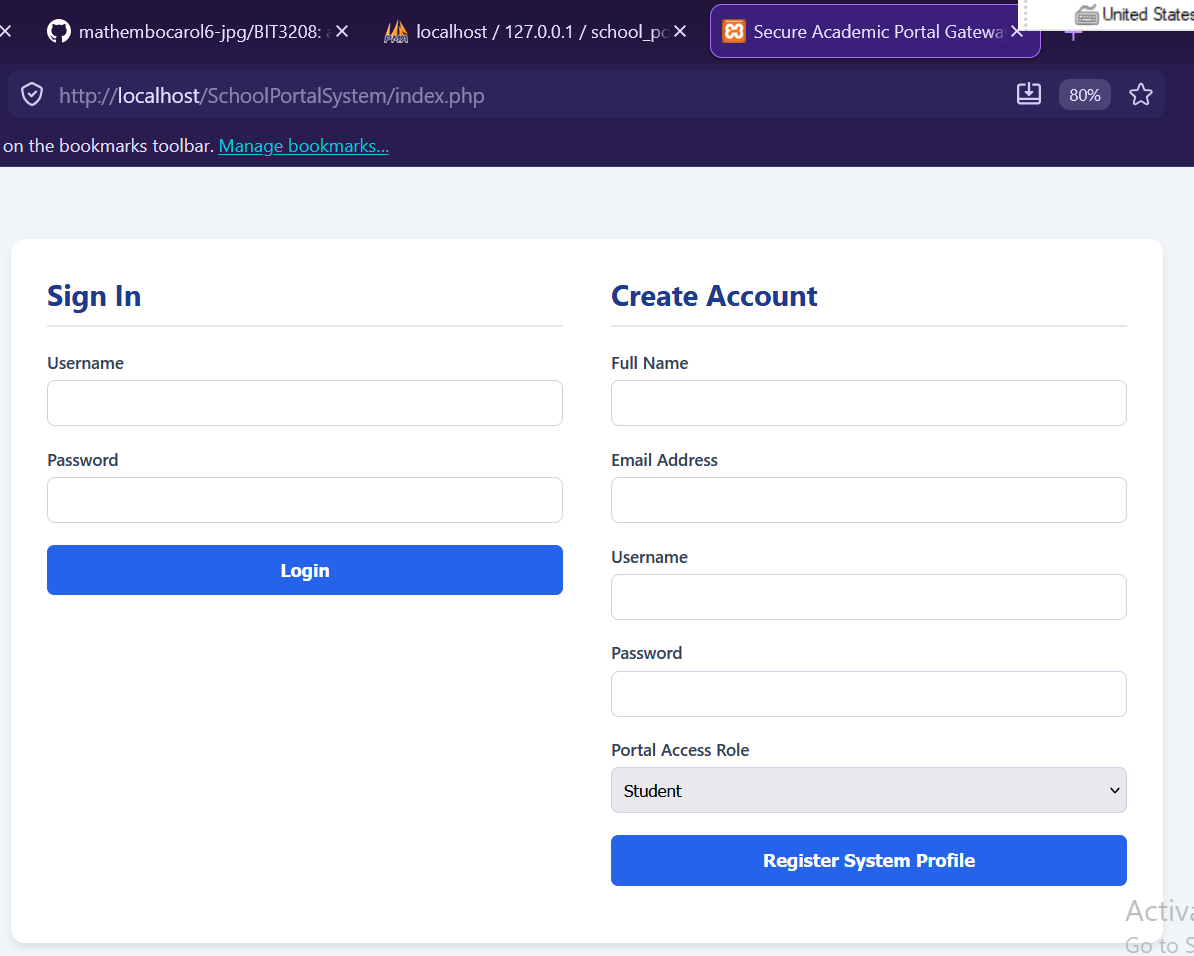 mathembocarol6-jpg/BIT3208:
localhost / 127.0.0.1 / school_po
Secure Academic Portal Gateway
United States
http://localhost/SchoolPortalSystem/index.php
80%
on the bookmarks toolbar. Manage bookmarks...
Sign In
Username
Password
Login
Create Account
Full Name
Email Address
Username
Password
Portal Access Role
Student
Register System Profile
Activa
Go to S